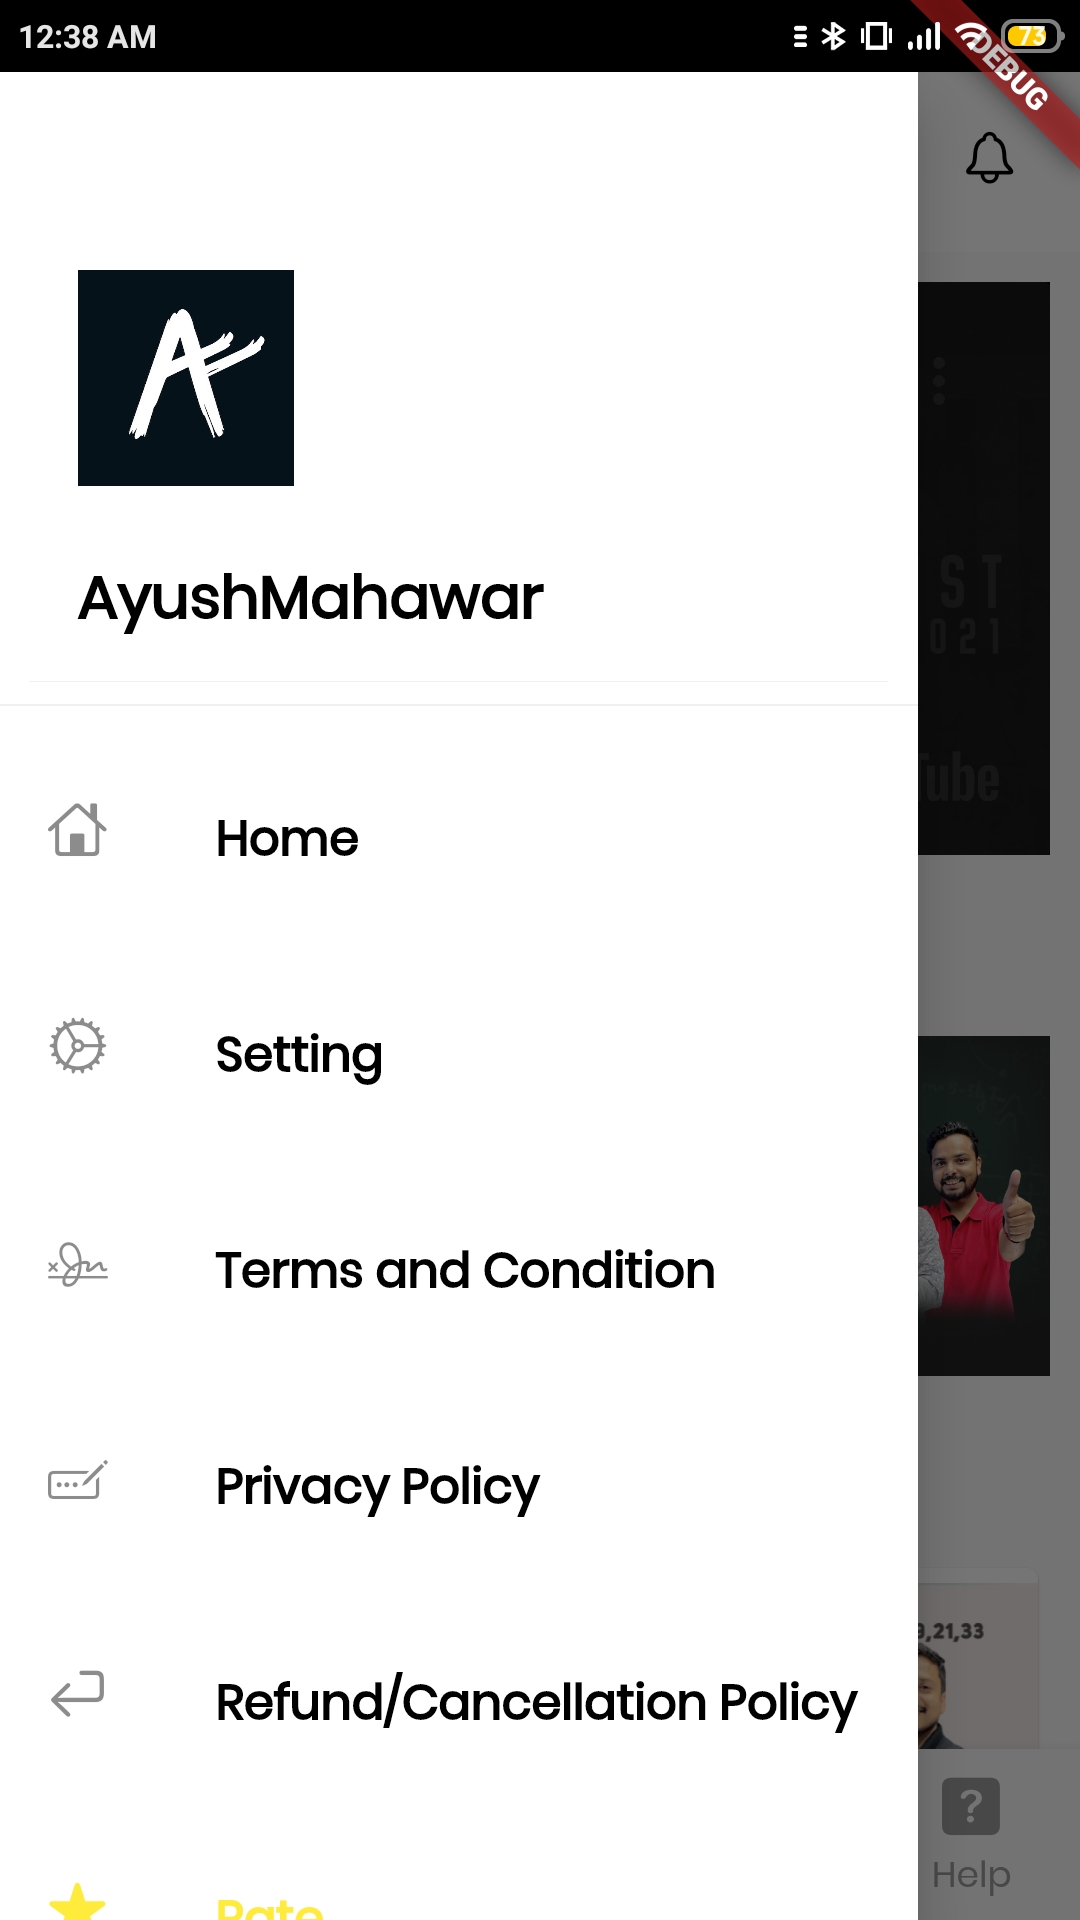 12:38 AM
73
DEBUG
AyushMahawar
ST
021
Tube
Home
Setting
Terms and Condition
Privacy Policy
,21,33
Refund/Cancellation Policy
?
Help
Rate